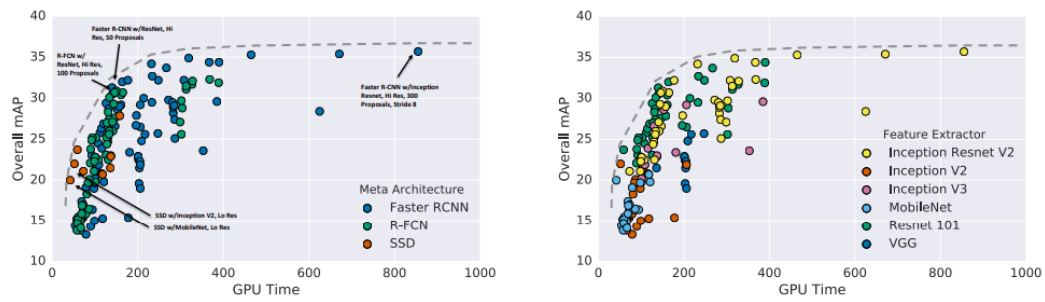 40
35
30
25
20
15
10
Overall mAP
0
200
400
600
800
1000
GPU Time
Faster R-CNN w/ResNet, Hi
Res, 50 Proposals
R-FCN w/
ResNet, Hi Res,
100 Proposals
Faster R-CNN w/Inception
Resnet, Hi Res, 300
Proposals, Stride 8
SSD w/Inception V2, Lo Res
SSD w/MobileNet, Lo Res
Meta Architecture
Faster RCNN
R-FCN
SSD
40
35
30
25
20
15
10
Overall mAP
0
200
400
600
800
1000
GPU Time
Feature Extractor
Inception Resnet V2
Inception V2
Inception V3
MobileNet
Resnet 101
VGG